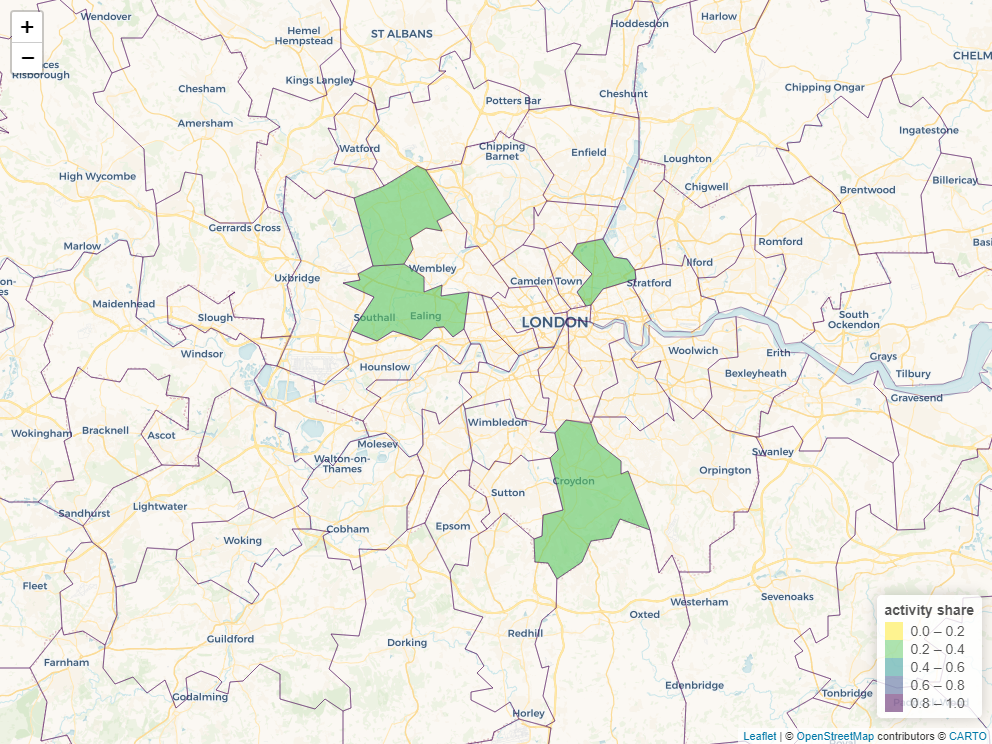 +
−
Wendover
Hoddesdon
Harlow
Hemel
Hempstead
ST ALBANS
CHELM
ces
Risborough
Kings Langley
Chesham
Potters Bar
Cheshunt
Chipping Ongar
Amersham
Ingatestone
Watford
Chipping
Barnet
Enfield
Loughton
High Wycombe
Chigwell
Brentwood
Billericay
Gerrards Cross
Marlow
Romford
Basi
Uxbridge
Wembley
Camden Town
Ilford
Stratford
on-
es
Maidenhead
Slough
Southall
Ealing
LONDON
South
Ockendon
Windsor
Hounslow
Woolwich
Erith
Grays
Bexleyheath
Tilbury
Gravesend
Wokingham
Bracknell
Ascot
Wimbledon
Molesey
Walton-on-
Thames
Swanley
Orpington
Croydon
Sutton
Lightwater
Sandhurst
Cobham
Epsom
Woking
Fleet
Sevenoaks
Westerham
Oxted
Redhill
Guildford
Dorking
Farnham
Edenbridge
Tonbridge
Godalming
Horley
activity share
0.0 – 0.2
0.2 – 0.4
0.4 – 0.6
0.6 – 0.8
0.8 – 1.0
Leaflet | © OpenStreetMap contributors © CARTO